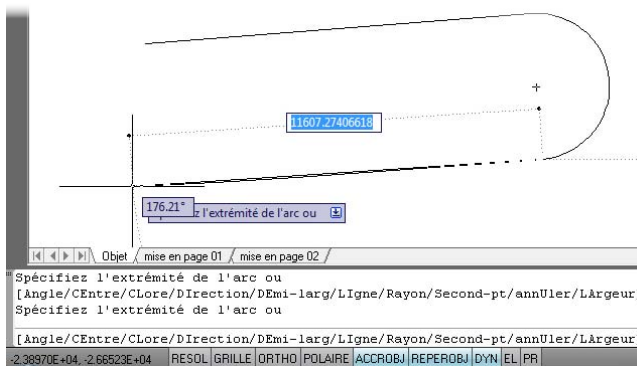 11607.27406618
176.21°
z l'extrémité de l'arc ou
Objet / mise en page 01 / mise en page 02 /
Spécifiez l'extrémité de l'arc ou
[Angle/CEntre/CLore/DIrection/DEmi-larg/LIgne/Rayon/Second-pt/annUler/LArgeur
Spécifiez l'extrémité de l'arc ou
[Angle/CEntre/CLore/DIrection/DEmi-larg/LIgne/Rayon/Second-pt/annUler/LArgeur
-2.38970E+04, -2.66523E+04 RESOL GRILLE ORTHO POLAIRE ACCROBJ REPEROBJ DYN EL PR